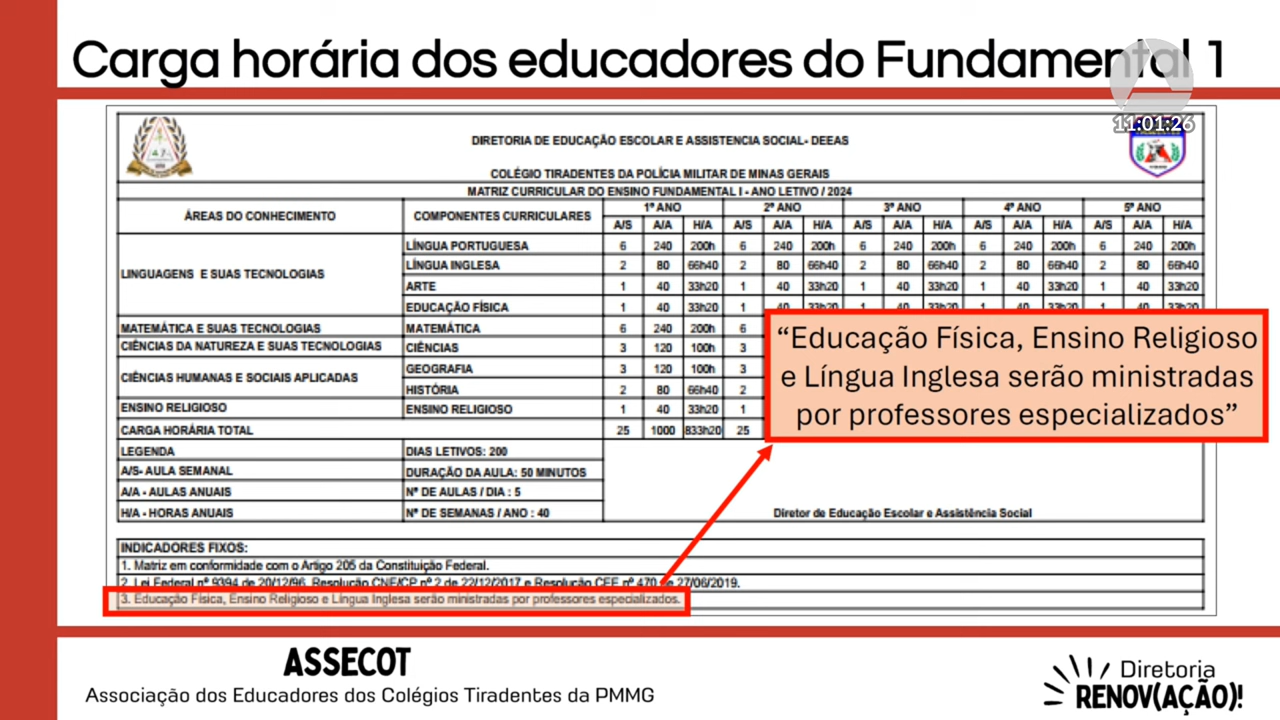 Carga horária dos educadores do Fundamental 1
11:01:26
DIRETORIA DE EDUCAÇÃO ESCOLAR E ASSISTENCIA SOCIAL- DEEAS
COLÉGIO TIRADENTES DA POLÍCIA MILITAR DE MINAS GERAIS
MATRIZ CURRICULAR DO ENSINO FUNDAMENTAL I - ANO LETIVO / 2024
ÁREAS DO CONHECIMENTO COMPONENTES CURRICULARES 1º ANO 2º ANO 3º ANO 4º ANO 5º ANO
A/S A/A H/A A/S A/A H/A A/S A/A H/A A/S A/A H/A A/S A/A H/A
LINGUAGENS E SUAS TECNOLOGIAS
LÍNGUA PORTUGUESA 6 240 200h 6 240 200h 6 240 200h 6 240 200h 6 240 200h
LÍNGUA INGLESA 2 80 66h40 2 80 66h40 2 80 66h40 2 80 66h40 2 80 66h40
ARTE 1 40 33h20 1 40 33h20 1 40 33h20 1 40 33h20 1 40 33h20
EDUCAÇÃO FÍSICA 1 40 33h20 1 40 33h20 1 40 33h20 1 40 33h20 1 40 33h20
MATEMÁTICA E SUAS TECNOLOGIAS MATEMÁTICA 6 240 200h 6
CIÊNCIAS DA NATUREZA E SUAS TECNOLOGIAS CIÊNCIAS 3 120 100h 3
CIÊNCIAS HUMANAS E SOCIAIS APLICADAS
GEOGRAFIA 3 120 100h 3
HISTÓRIA 2 80 66h40 2
ENSINO RELIGIOSO ENSINO RELIGIOSO 1 40 33h20 1
CARGA HORÁRIA TOTAL 25 1000 833h20 25
"Educação Física, Ensino Religioso
e Língua Inglesa serão ministradas
por professores especializados"
LEGENDA DIAS LETIVOS: 200
A/S- AULA SEMANAL DURAÇÃO DA AULA: 50 MINUTOS
A/A - AULAS ANUAIS Nº DE AULAS / DIA : 5
H/A - HORAS ANUAIS Nº DE SEMANAS / ANO : 40
Diretor de Educação Escolar e Assistência Social
INDICADORES FIXOS:
1. Matriz em conformidade com o Artigo 205 da Constituição Federal.
2. Lei Federal nº 9394 de 20/12/96, Resolução CNE/CP nº 2 de 22/12/2017 e Resolução CEE nº 470 de 27/06/2019.
3. Educação Física, Ensino Religioso e Língua Inglesa serão ministradas por professores especializados.
ASSECOT
Associação dos Educadores dos Colégios Tiradentes da PMMG
Diretoria
RENOV(AÇÃO)!